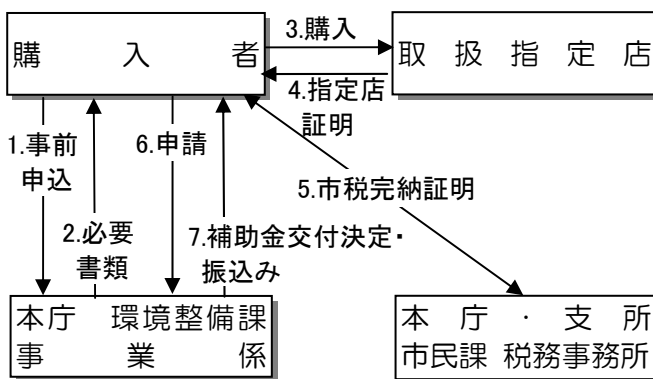 購入者
3.購入
取扱指定店
4.指定店
証明
1.事前
申込
6.申請
5.市税完納証明
2.必要
書類
7.補助金交付決定・
振込み
本庁 環境整備課
事業係
本庁・支所
市民課 税務事務所